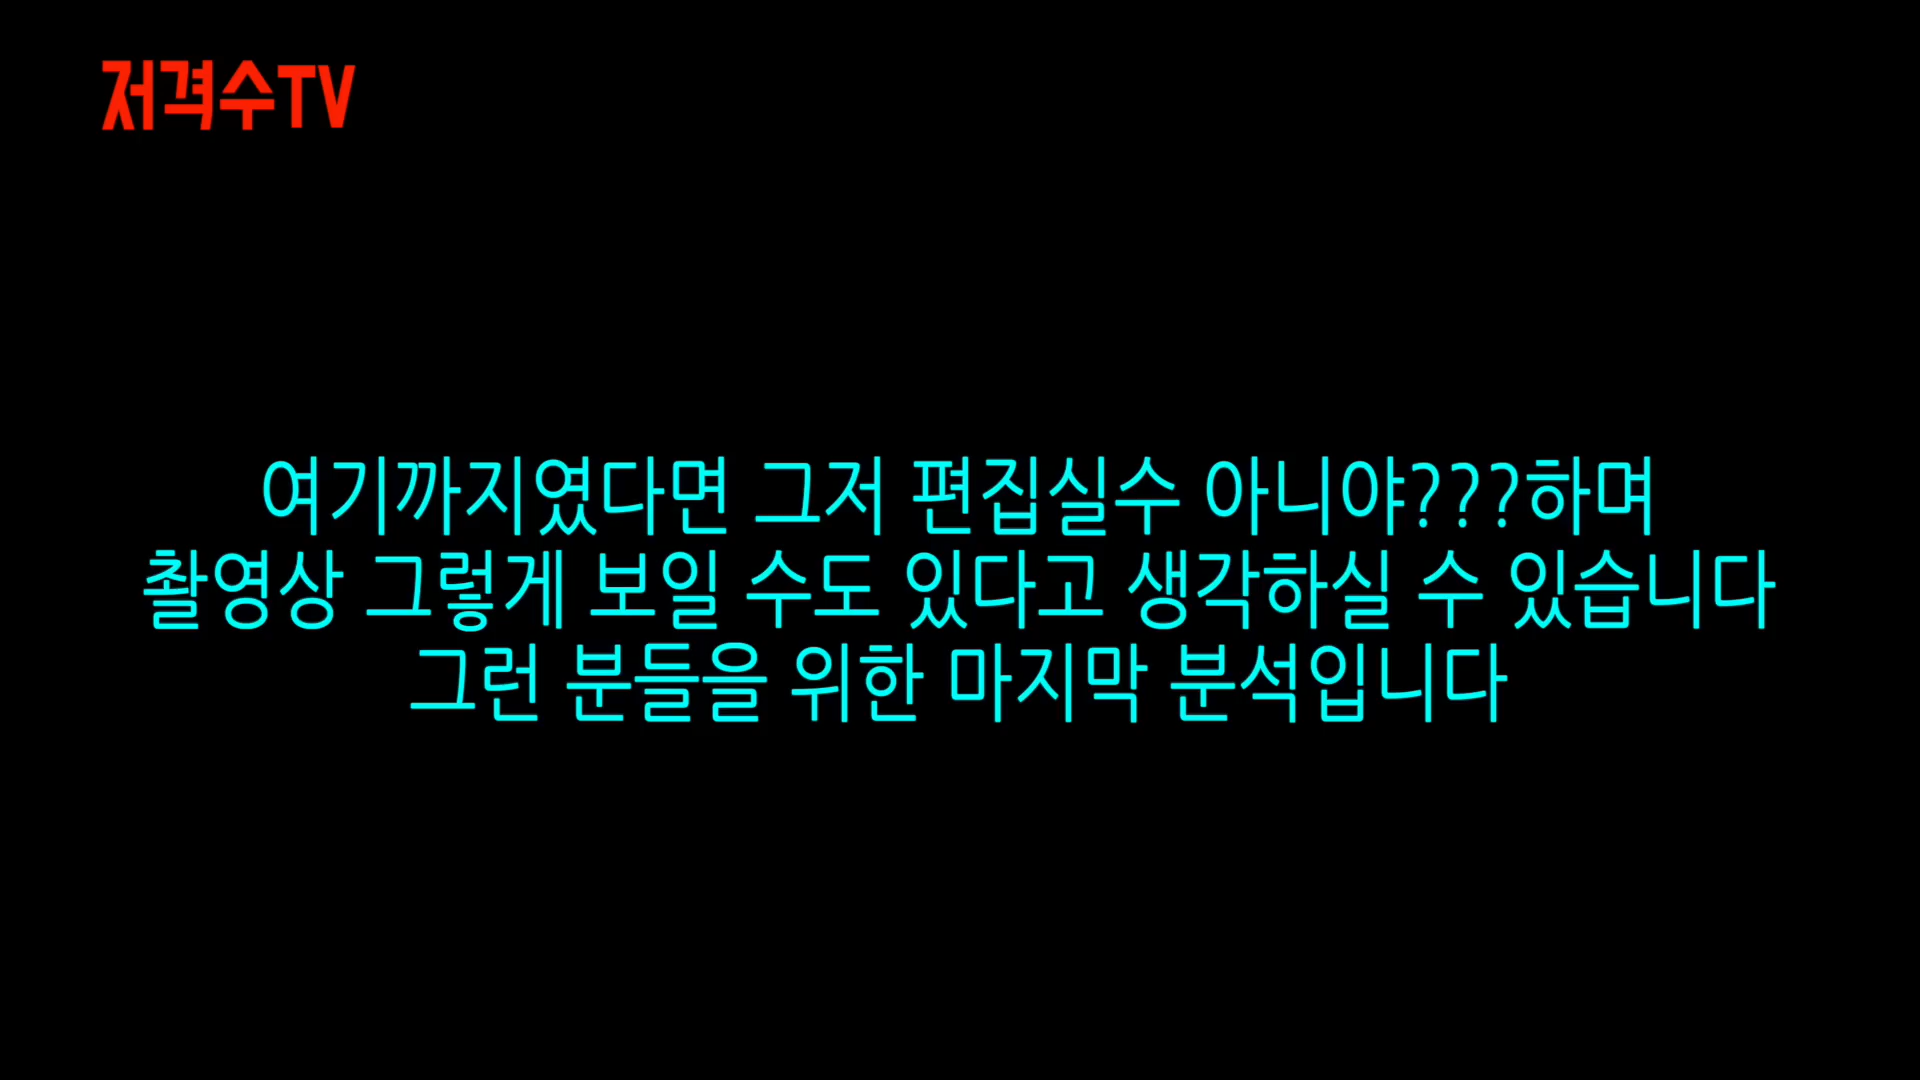 저격수TV
여기까지였다면 그저 편집실수 아니야???하며
촬영상 그렇게 보일 수도 있다고 생각하실 수 있습니다
그런 분들을 위한 마지막 분석입니다